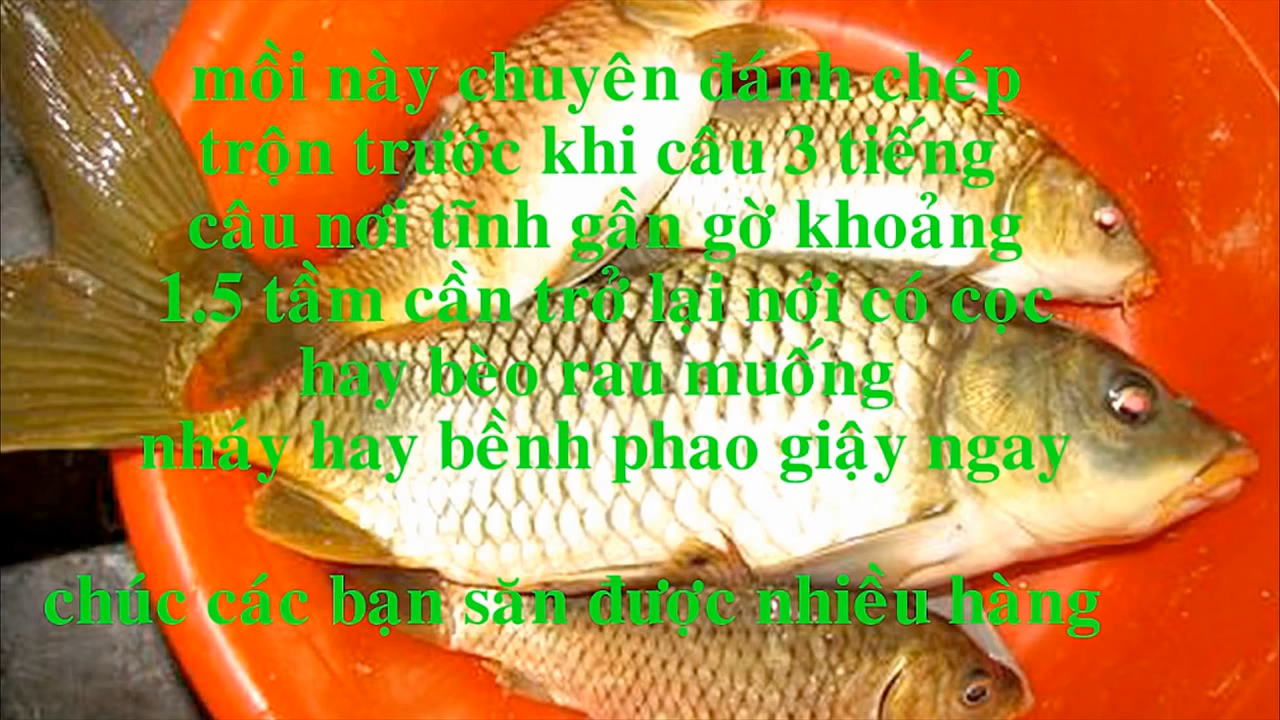 mồi này chuyên đánh chép
trộn trước khi câu 3 tiếng
câu nơi tĩnh gần gờ khoảng
1.5 tầm cần trở lại nới có cọc
hay bèo rau muống
nháy hay bềnh phao giậy ngay
chúc các bạn săn được nhiều hàng